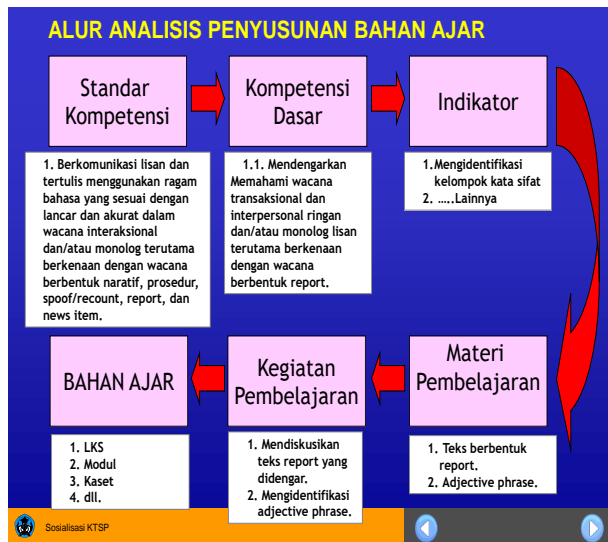 ALUR ANALISIS PENYUSUNAN BAHAN AJAR
Standar
Kompetensi
Kompetensi
Dasar
Indikator
1. Berkomunikasi lisan dan
tertulis menggunakan ragam
bahasa yang sesuai dengan
lancar dan akurat dalam
wacana interaksional
dan/atau monolog terutama
berkenaan dengan wacana
berbentuk naratif, prosedur,
spoof/recount, report, dan
news item.
1.1. Mendengarkan
Memahami wacana
transaksional dan
interpersonal ringan
dan/atau monolog lisan
terutama berkenaan
dengan wacana
berbentuk report.
1.Mengidentifikasi
kelompok kata sifat
2. …..Lainnya
BAHAN AJAR
Kegiatan
Pembelajaran
Materi
Pembelajaran
1. LKS
2. Modul
3. Kaset
4. dll.
1. Mendiskusikan
teks report yang
didengar.
2. Mengidentifikasi
adjective phrase.
1. Teks berbentuk
report.
2. Adjective phrase.
Sosialisasi KTSP